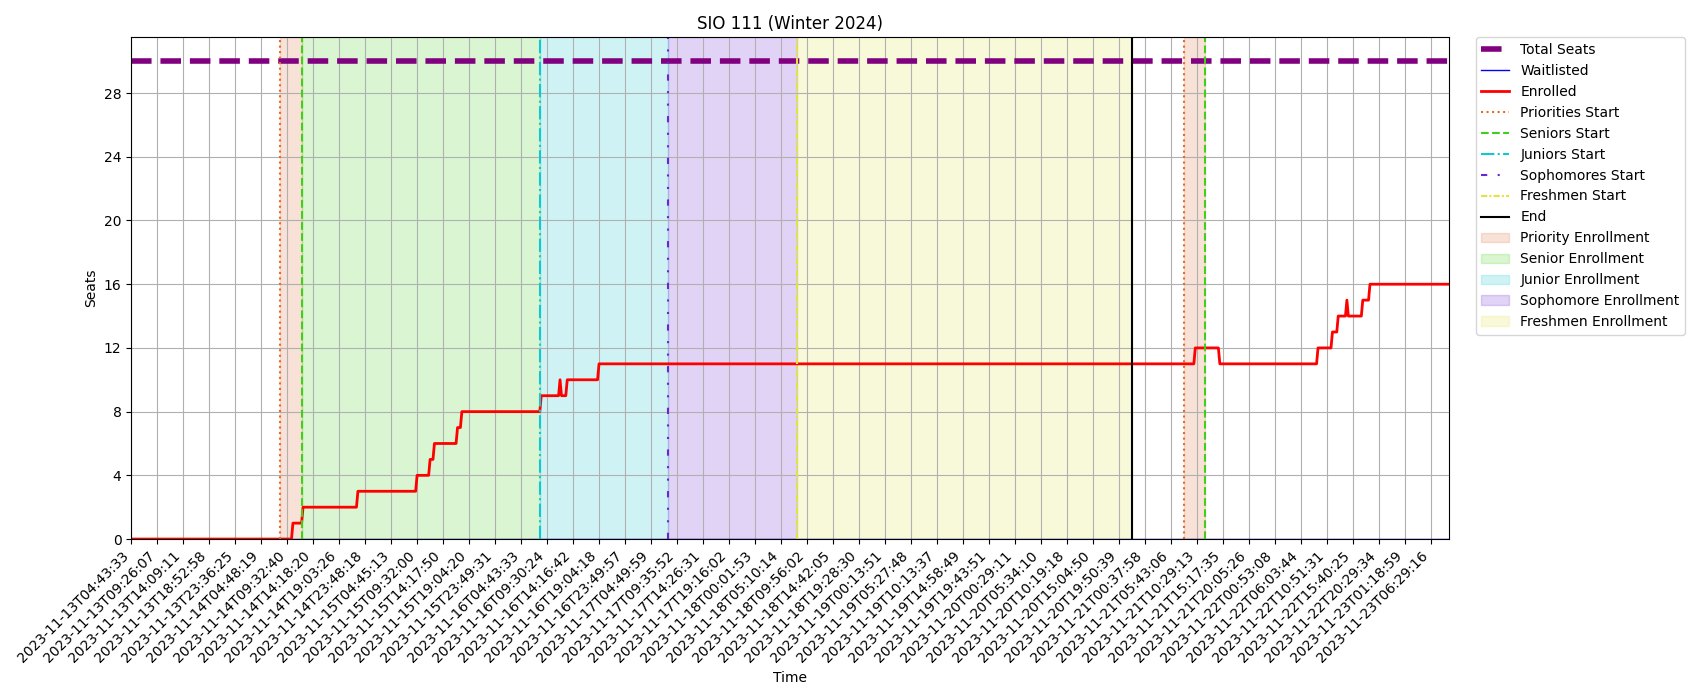 SIO 111 (Winter 2024)
Total Seats
Waitlisted
Enrolled
Priorities Start
Seniors Start
Juniors Start
Sophomores Start
Freshmen Start
End
Priority Enrollment
Senior Enrollment
Junior Enrollment
Sophomore Enrollment
Freshmen Enrollment
Seats
28
24
20
16
12
8
4
0
2023-11-13T04:43:33
2023-11-13T09:26:07
2023-11-13T14:09:11
2023-11-13T18:52:58
2023-11-13T23:36:25
2023-11-14T04:48:19
2023-11-14T09:32:40
2023-11-14T14:18:20
2023-11-14T19:03:26
2023-11-14T23:48:18
2023-11-15T04:45:13
2023-11-15T09:32:00
2023-11-15T14:17:50
2023-11-15T19:04:20
2023-11-15T23:49:31
2023-11-16T04:43:33
2023-11-16T09:30:24
2023-11-16T14:16:42
2023-11-16T19:04:18
2023-11-16T23:49:57
2023-11-17T04:49:59
2023-11-17T09:35:52
2023-11-17T14:26:31
2023-11-17T19:16:02
2023-11-18T00:01:53
2023-11-18T05:10:14
2023-11-18T09:56:02
2023-11-18T14:42:05
2023-11-18T19:28:30
2023-11-19T00:13:51
2023-11-19T05:27:48
2023-11-19T10:13:37
2023-11-19T14:58:49
2023-11-19T19:43:51
2023-11-20T00:29:11
2023-11-20T05:34:10
2023-11-20T10:19:18
2023-11-20T15:04:50
2023-11-20T19:50:39
2023-11-21T00:37:58
2023-11-21T05:43:06
2023-11-21T10:29:13
2023-11-21T15:17:35
2023-11-21T20:05:26
2023-11-22T00:53:08
2023-11-22T06:03:44
2023-11-22T10:51:31
2023-11-22T15:40:25
2023-11-22T20:29:34
2023-11-23T01:18:59
2023-11-23T06:29:16
Time